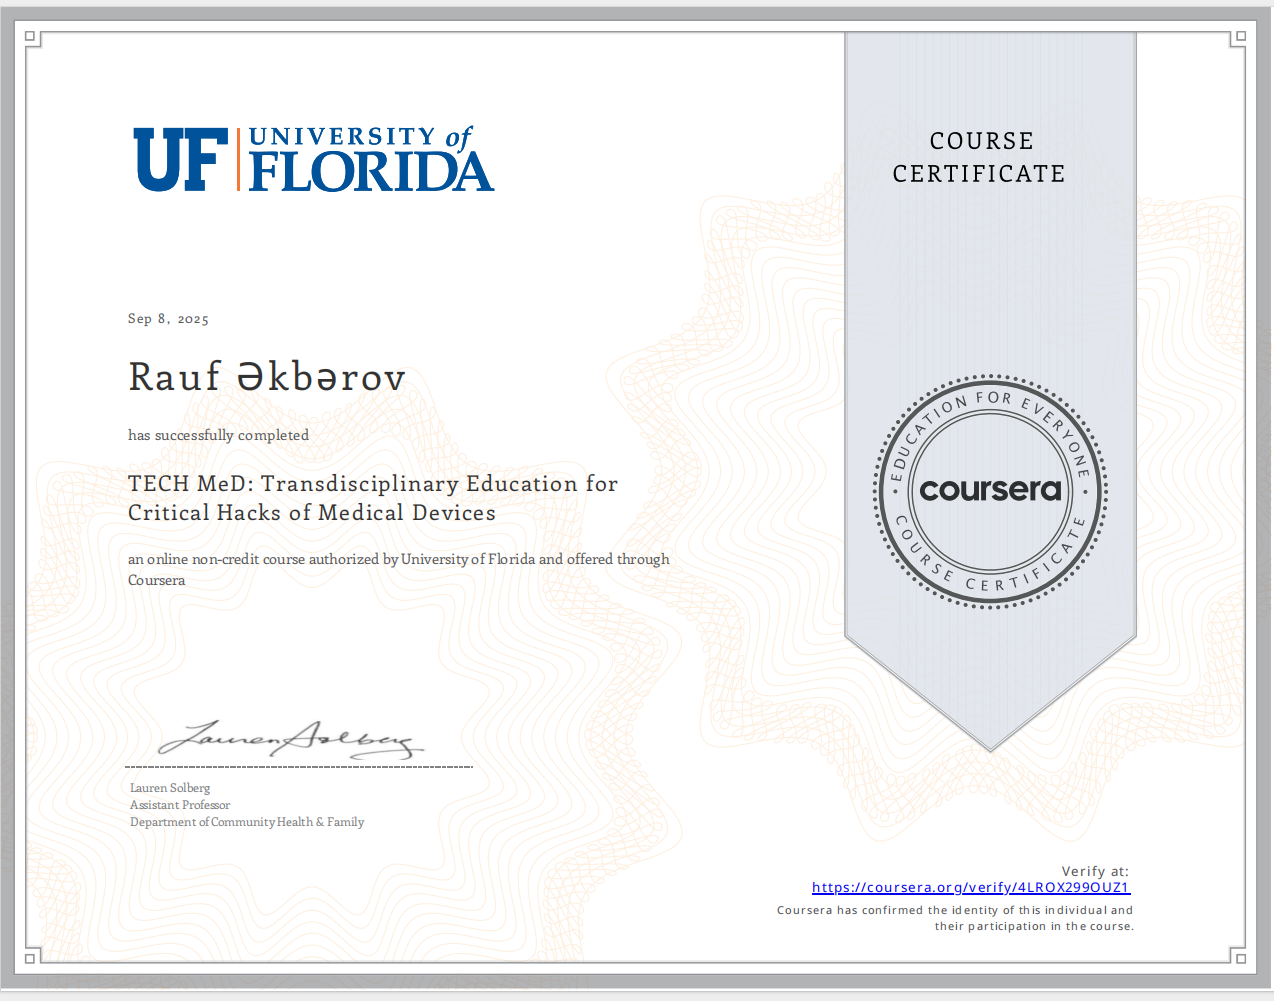 UF UNIVERSITY of
FLORIDA
COURSE
CERTIFICATE
Sep 8, 2025
Rauf Əkbərov
has successfully completed
TECH MeD: Transdisciplinary Education for
Critical Hacks of Medical Devices
an online non-credit course authorized by University of Florida and offered through
Coursera
EDUCATION FOR EVERYONE
coursera
COURSE CERTIFICATE
Lauren Solberg
Lauren Solberg
Assistant Professor
Department of Community Health & Family
Verify at:
https://coursera.org/verify/4LROX299OUZ1
Coursera has confirmed the identity of this individual and
their participation in the course.